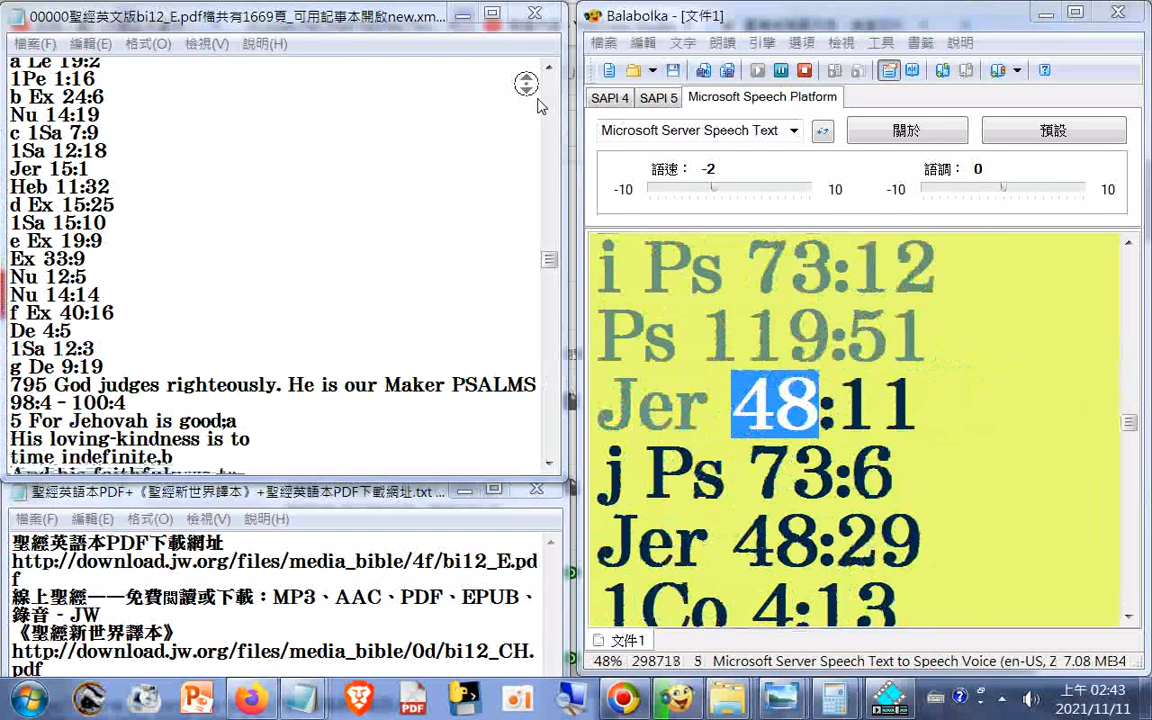 00000聖經英文版bi12_E.pdf檔共有1669頁_可用記事本開啟new.xm...
檔案(F) 編輯(E) 格式(O) 檢視(V) 說明(H)
a Le 19:2
1Pe 1:16
b Ex 24:6
Nu 14:19
c 1Sa 7:9
1Sa 12:18
Jer 15:1
Heb 11:32
d Ex 15:25
1Sa 15:10
e Ex 19:9
Ex 33:9
Nu 12:5
Nu 14:14
f Ex 40:16
De 4:5
1Sa 12:3
g De 9:19
795 God judges righteously. He is our Maker PSALMS
98:4–100:4
5 For Jehovah is good;a
His loving-kindness is to
time indefinite,b
聖經英語本PDF+《聖經新世界譯本》+聖經英語本PDF下載網址.txt ...
檔案(F) 編輯(E) 格式(O) 檢視(V) 說明(H)
聖經英語本PDF下載網址
http://download.jw.org/files/media_bible/4f/bi12_E.pd
f
線上聖經——免費閱讀或下載：MP3、AAC、PDF、EPUB、
錄音 - JW
《聖經新世界譯本》
http://download.jw.org/files/media_bible/0d/bi12_CH.
pdf
Balabolka - [文件1]
檔案 編輯 文字 朗讀 引擎 選項 檢視 工具 書籤 說明
SAPI 4 SAPI 5 Microsoft Speech Platform
Microsoft Server Speech Text 關於 預設
語速： -2 語調： 0
-10 10 -10 10
i Ps 73:12
Ps 119:51
Jer 48:11
j Ps 73:6
Jer 48:29
1Co 4:13
文件1
48% 298713 5 Microsoft Server Speech Text to Speech Voice (en-US, Z 7.08 MB
PDF
上午 02:43
2021/11/11